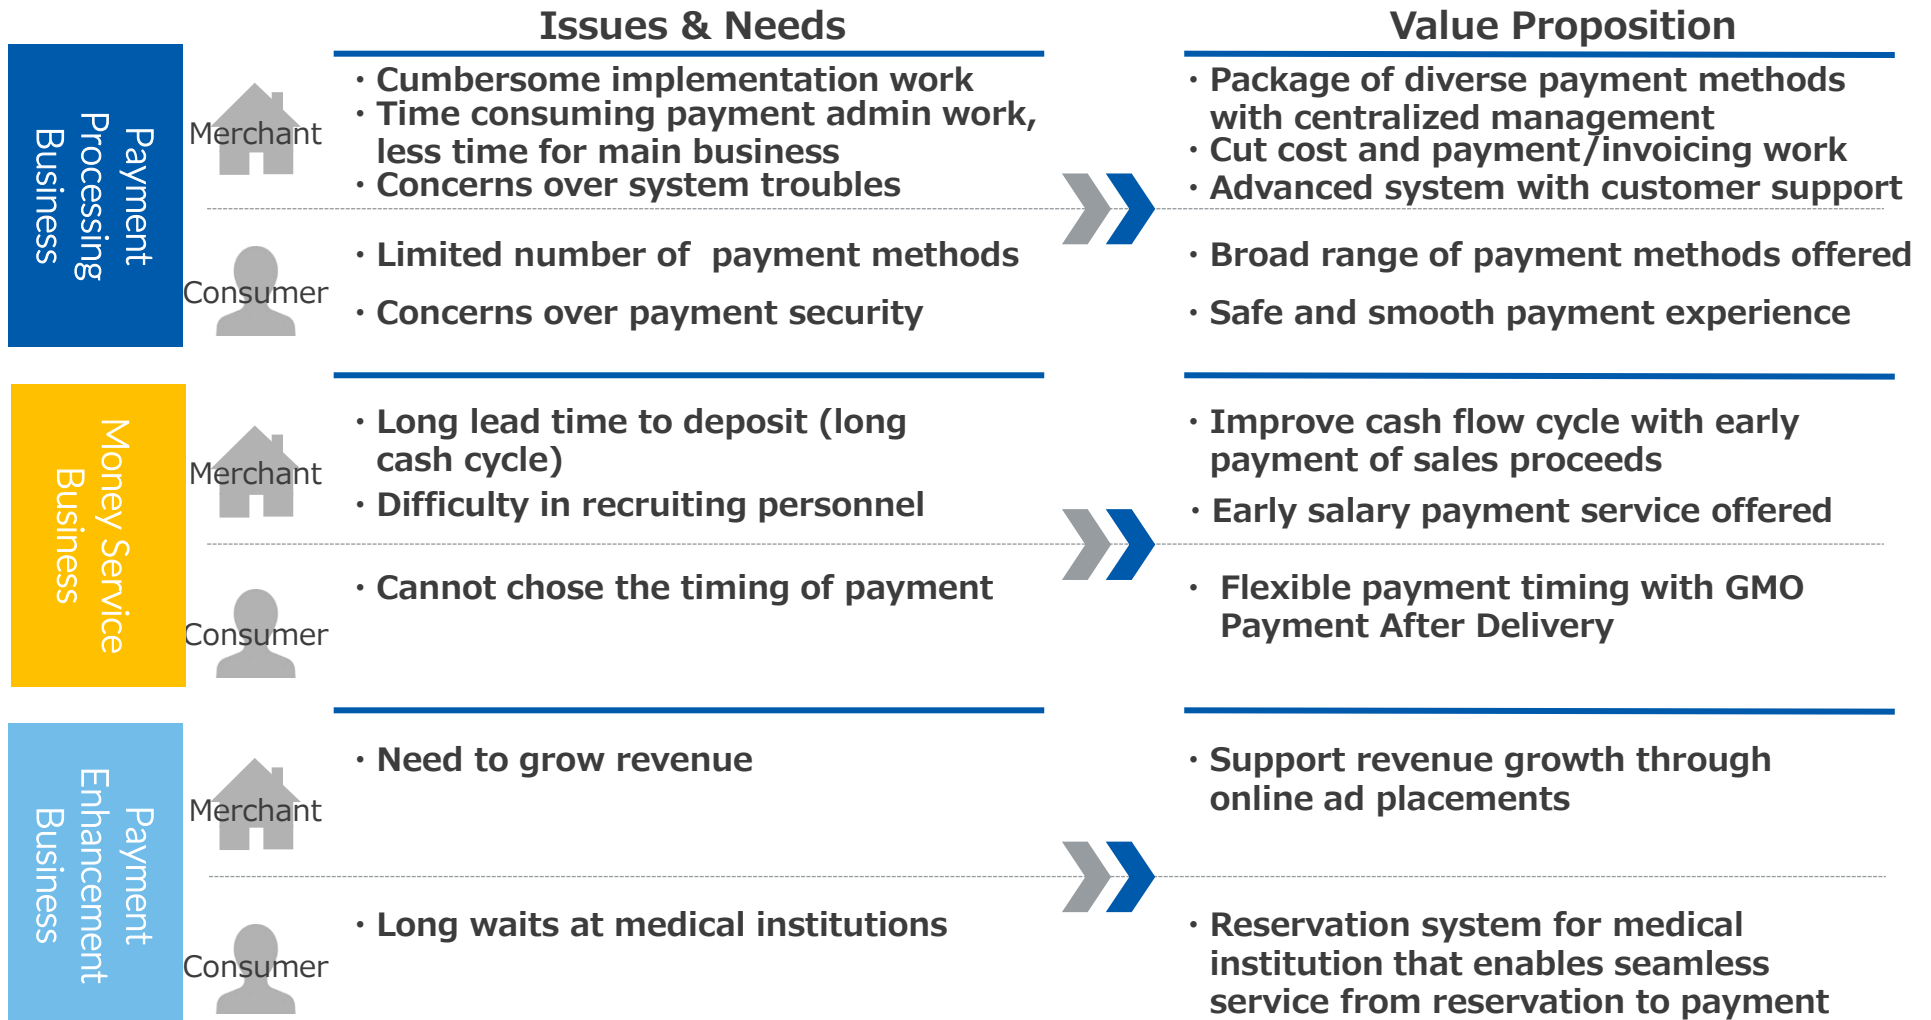 Issues & Needs
Value Proposition
Payment
Processing
Business
Merchant
・Cumbersome implementation work
・Time consuming payment admin work,
less time for main business
・Concerns over system troubles
・Package of diverse payment methods
with centralized management
・Cut cost and payment/invoicing work
・Advanced system with customer support
Consumer
・Limited number of  payment methods
・Concerns over payment security
・Broad range of payment methods offered
・Safe and smooth payment experience
Money Service
Business
Merchant
・Long lead time to deposit (long
cash cycle)
・Difficulty in recruiting personnel
・Improve cash flow cycle with early
payment of sales proceeds
・Early salary payment service offered
Consumer
・Cannot chose the timing of payment
・ Flexible payment timing with GMO
Payment After Delivery
Payment
Enhancement
Business
Merchant
・Need to grow revenue
・Support revenue growth through
online ad placements
Consumer
・Long waits at medical institutions
・Reservation system for medical
institution that enables seamless
service from reservation to payment